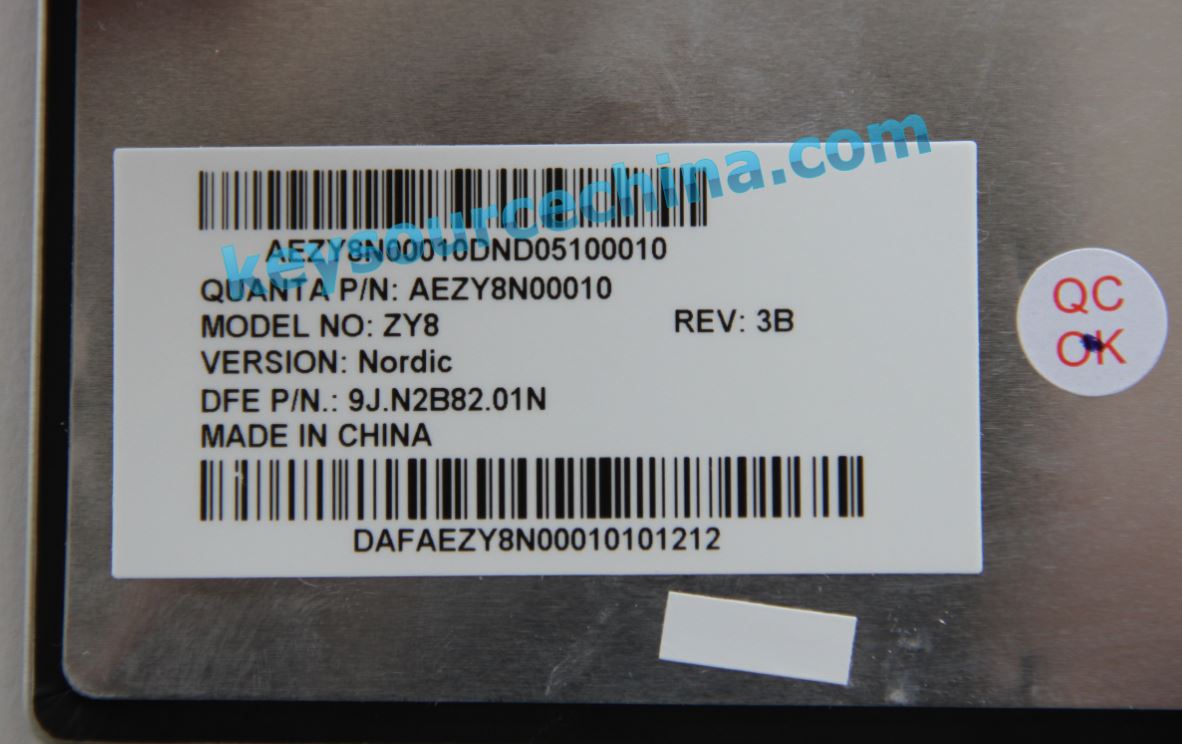 keysourcechina.com
AEZY8N00010DND05100010
QUANTA P/N: AEZY8N00010
MODEL NO: ZY8 REV: 3B
VERSION: Nordic
DFE P/N.: 9J.N2B82.01N
MADE IN CHINA
DAFAEZY8N00010101212
QC
OK